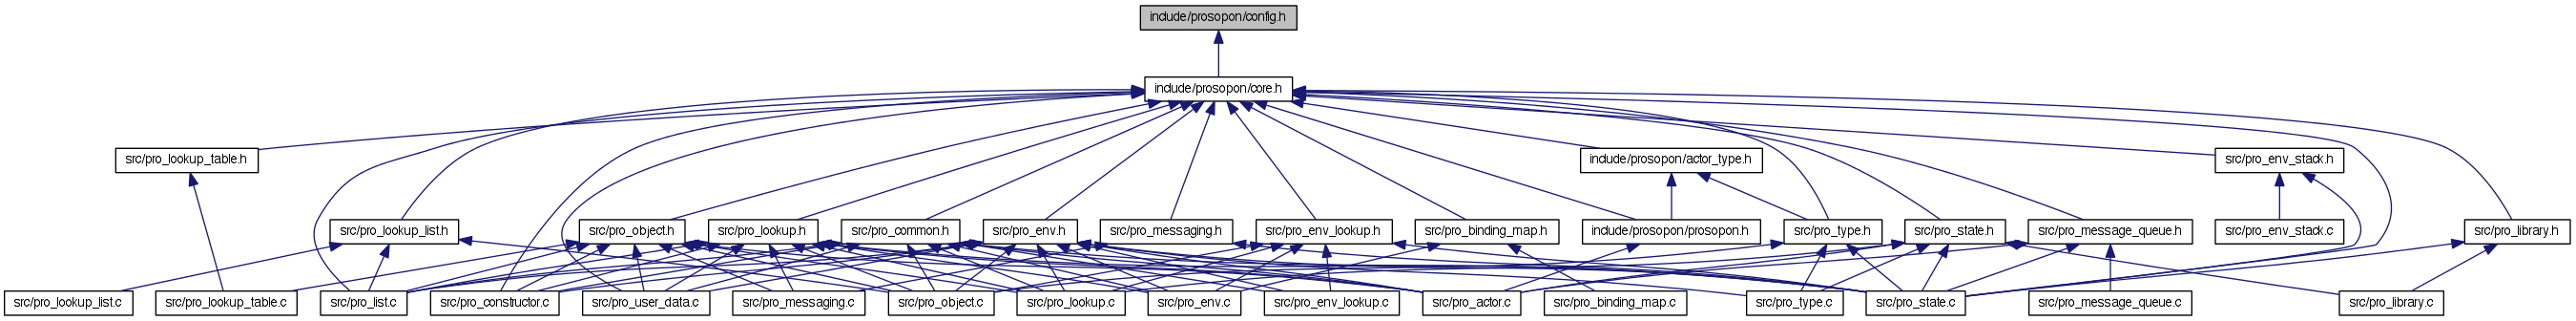 include/prosopon/config.h
include/prosopon/core.h
src/pro_lookup_table.h
include/prosopon/actor_type.h
src/pro_env_stack.h
src/pro_lookup_list.h
src/pro_object.h
src/pro_lookup.h
src/pro_common.h
src/pro_env.h
src/pro_messaging.h
src/pro_env_lookup.h
src/pro_binding_map.h
include/prosopon/prosopon.h
src/pro_type.h
src/pro_state.h
src/pro_message_queue.h
src/pro_env_stack.c
src/pro_library.h
src/pro_lookup_list.c
src/pro_lookup_table.c
src/pro_list.c
src/pro_constructor.c
src/pro_user_data.c
src/pro_messaging.c
src/pro_object.c
src/pro_lookup.c
src/pro_env.c
src/pro_env_lookup.c
src/pro_actor.c
src/pro_binding_map.c
src/pro_type.c
src/pro_state.c
src/pro_message_queue.c
src/pro_library.c